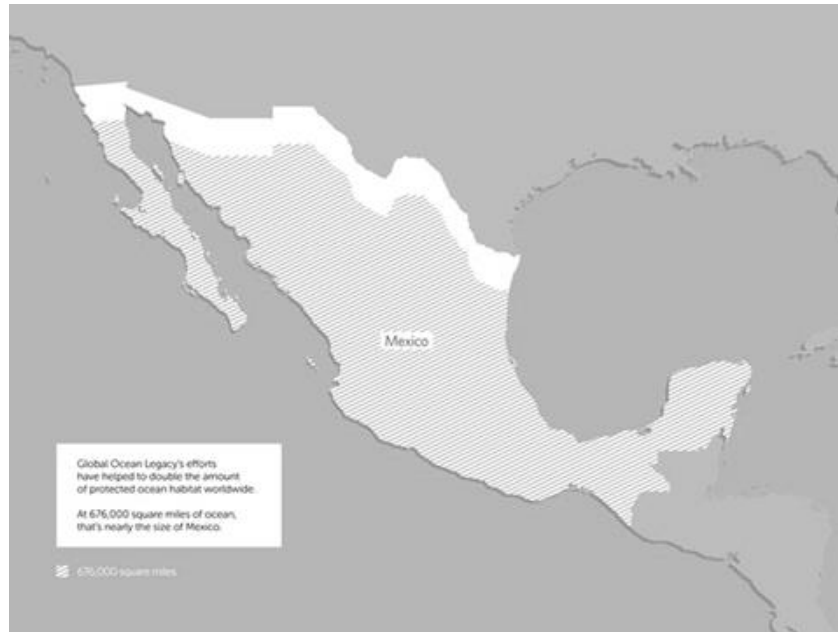 Mexico
Global Ocean Legacy's efforts
have helped to double the amount
of protected ocean habitat worldwide.
At 676,000 square miles of ocean,
that's nearly the size of Mexico.
676,000 square miles